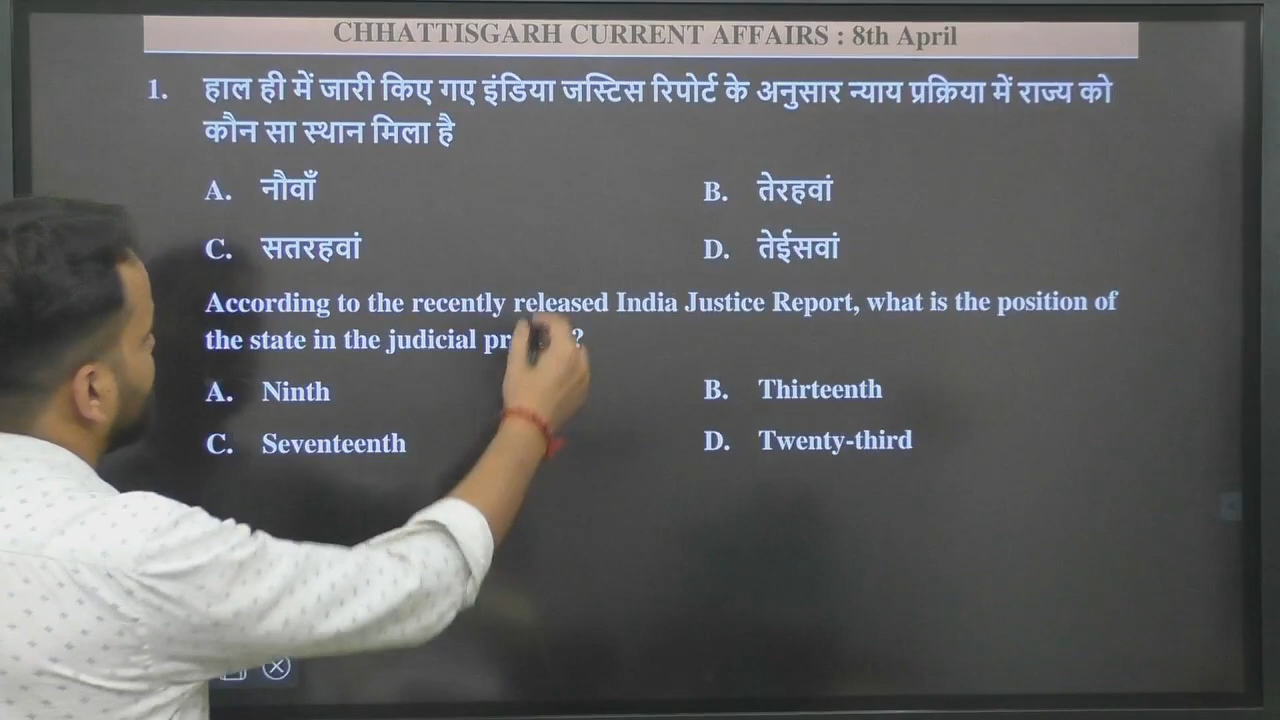 CHHATTISGARH CURRENT AFFAIRS : 8th April
1. हाल ही में जारी किए गए इंडिया जस्टिस रिपोर्ट के अनुसार न्याय प्रक्रिया में राज्य को
कौन सा स्थान मिला है
A. नौवाँ B. तेरहवां
C. सतरहवां D. तेईसवां
According to the recently released India Justice Report, what is the position of
the state in the judicial ?
A. Ninth B. Thirteenth
C. Seventeenth D. Twenty-third